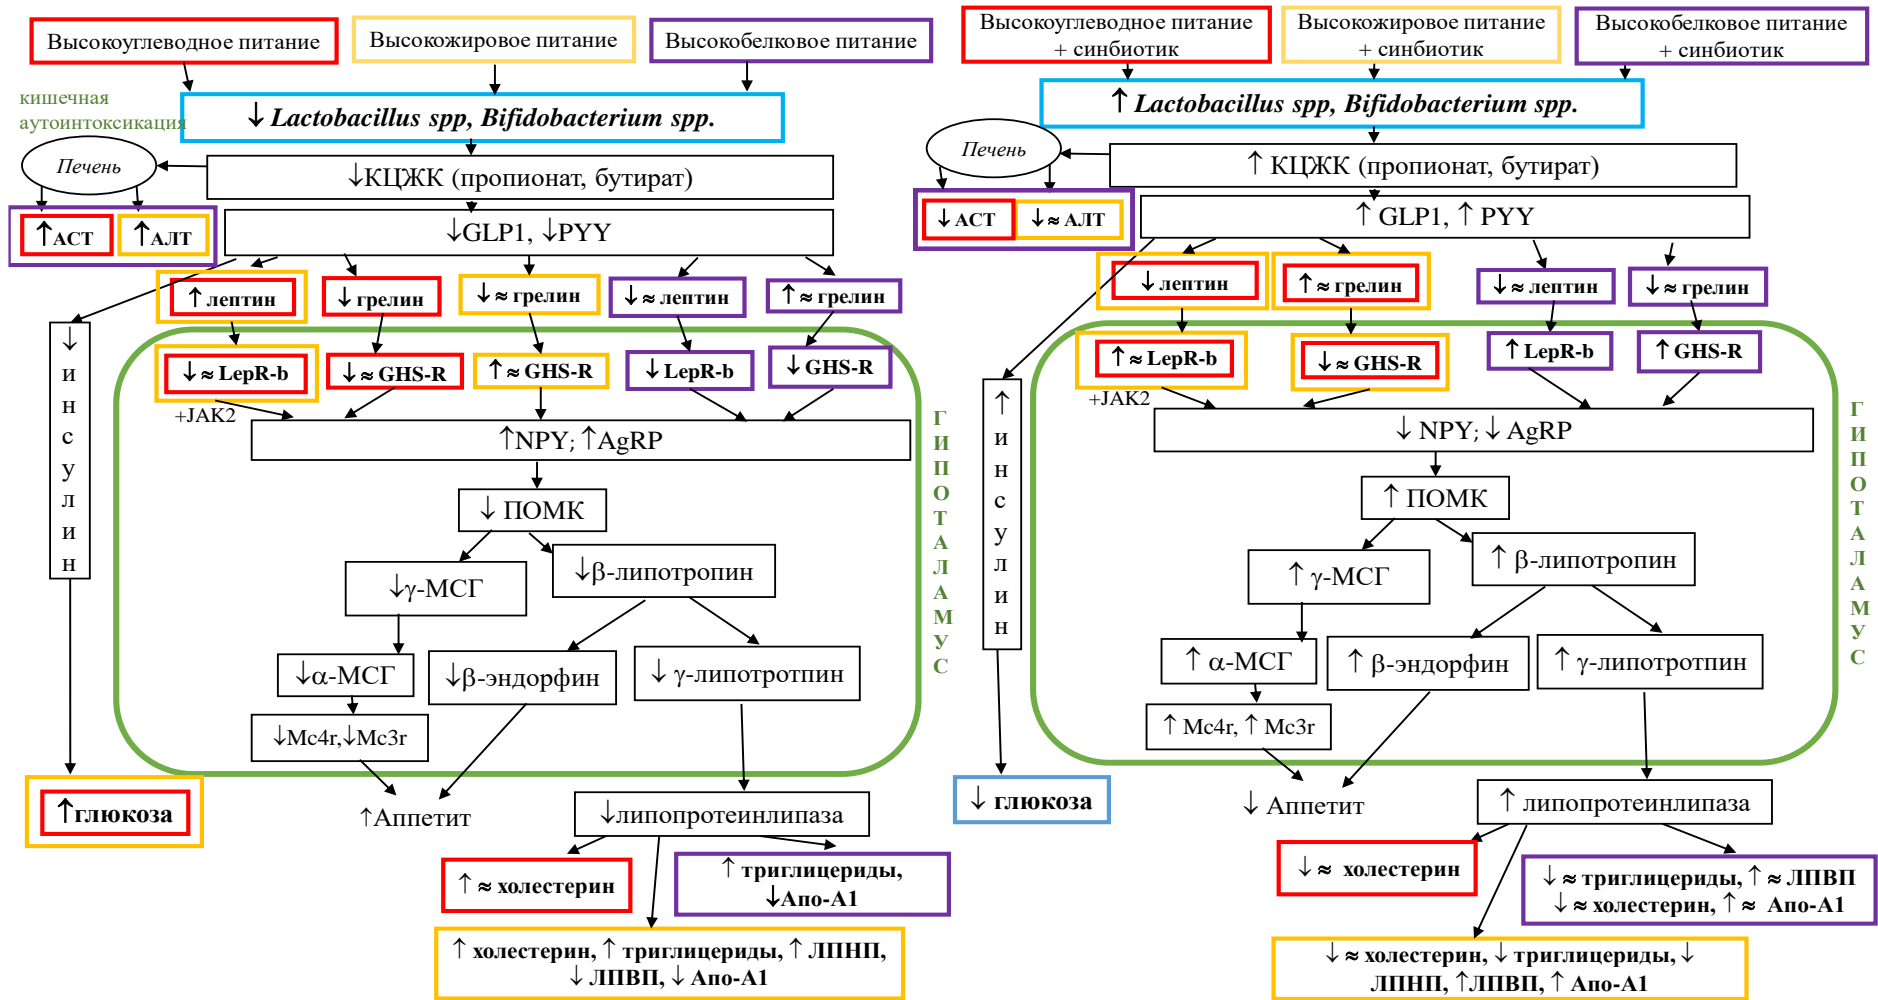 Высокоуглеводное питание
Высокожировое питание
Высокобелковое питание
кишечная
аутоинтоксикация
↓ Lactobacillus spp, Bifidobacterium spp.
Печень
↓КЦЖК (пропионат, бутират)
↑АСТ
↑АЛТ
↓GLP1, ↓PYY
↑ лептин
↓ грелин
↓≈ грелин
↓≈ лептин
↑≈ грелин
↓
и
н
с
у
л
и
н
↓≈ LepR-b
↓≈ GHS-R
↑≈ GHS-R
↓ LepR-b
↓ GHS-R
+JAK2
↑NPY; ↑AgRP
↓ ПОМК
↓γ-МСГ
↓β-липотропин
↓α-МСГ
↓β-эндорфин
↓ γ-липотротпин
↓Mc4r,↓Mc3r
Г
И
П
О
Т
А
Л
А
М
У
С
↑глюкоза
↑Аппетит
↓липопротеинлипаза
↑ ≈ холестерин
↑ триглицериды,
↓Апо-А1
↑ холестерин, ↑ триглицериды, ↑ ЛПНП,
↓ ЛПВП, ↓ Апо-А1
Высокоуглеводное питание
+ синбиотик
Высокожировое питание
+ синбиотик
Высокобелковое питание
+ синбиотик
↑ Lactobacillus spp, Bifidobacterium spp.
Печень
↑ КЦЖК (пропионат, бутират)
↓ АСТ
↓≈ АЛТ
↑ GLP1, ↑ PYY
↓ лептин
↑≈ грелин
↓≈ лептин
↓≈ грелин
↑
и
н
с
у
л
и
н
↑≈ LepR-b
↓≈ GHS-R
↑ LepR-b
↑ GHS-R
+JAK2
↓ NPY; ↓ AgRP
↑ ПОМК
↑ γ-МСГ
↑ β-липотропин
↑ α-МСГ
↑ β-эндорфин
↑ γ-липотротпин
↑ Mc4r, ↑ Mc3r
Г
И
П
О
Т
А
Л
А
М
У
С
↓ глюкоза
↓ Аппетит
↑ липопротеинлипаза
↓ ≈ холестерин
↓ ≈ триглицериды, ↑ ≈ ЛПВП
↓ ≈ холестерин, ↑ ≈ Апо-А1
↓ ≈ холестерин, ↓ триглицериды, ↓
ЛПНП, ↑ЛПВП, ↑ Апо-А1